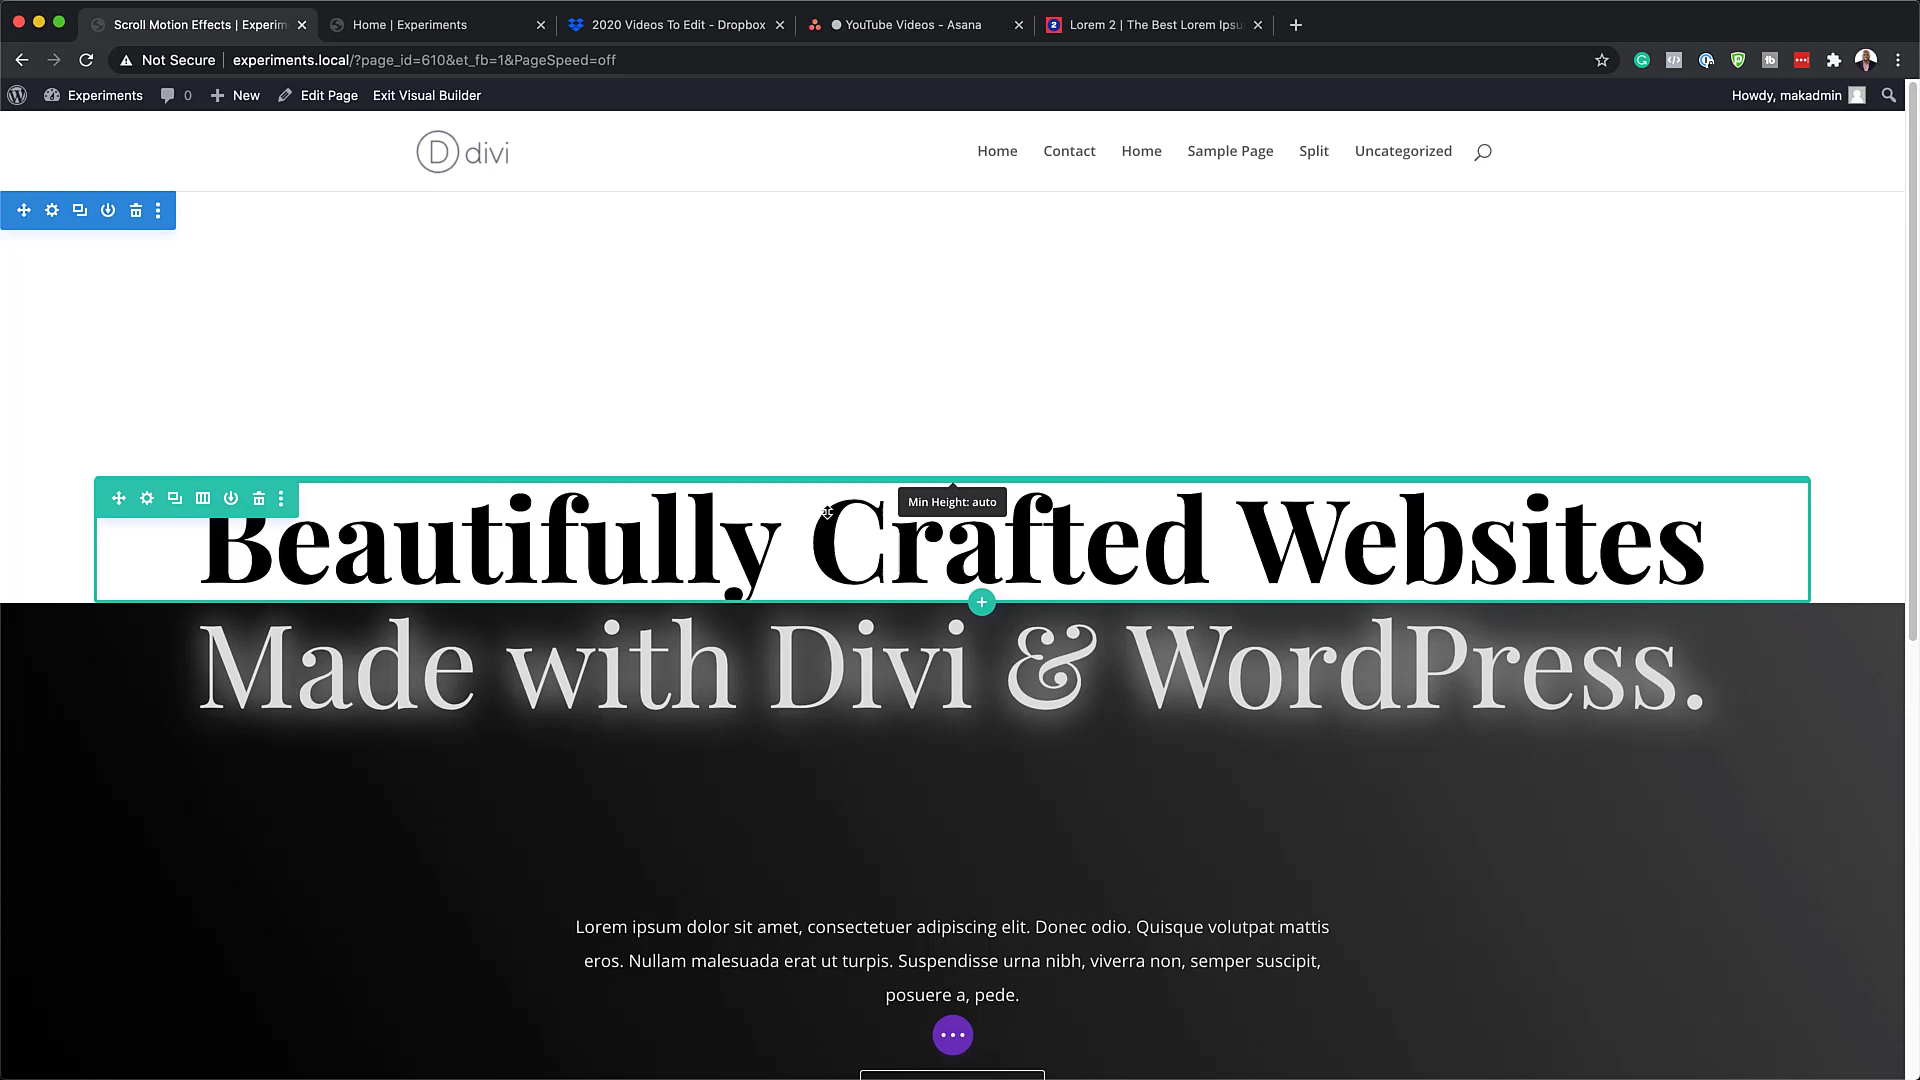 Scroll Motion Effects | Experim
Home | Experiments
2020 Videos To Edit - Dropbox
YouTube Videos - Asana
2 Lorem 2 | The Best Lorem Ipsu
Not Secure experiments.local/?page_id=610&et_fb=1&PageSpeed=off
Experiments 0 New Edit Page Exit Visual Builder
Howdy, makadmin
D divi
Home Contact Home Sample Page Split Uncategorized
Min Height: auto
Beautifully Crafted Websites
Made with Divi & WordPress.
Lorem ipsum dolor sit amet, consectetuer adipiscing elit. Donec odio. Quisque volutpat mattis
eros. Nullam malesuada erat ut turpis. Suspendisse urna nibh, viverra non, semper suscipit,
posuere a, pede.